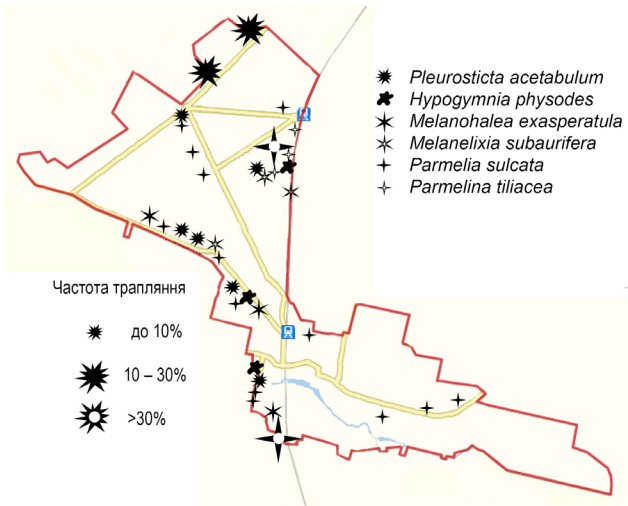 Pleurosticta acetabulum
Hypogymnia physodes
Melanohalea exasperatula
Melanelixia subaurifera
Parmelia sulcata
Parmelina tiliacea
Частота трапляння
до 10%
10 – 30%
>30%